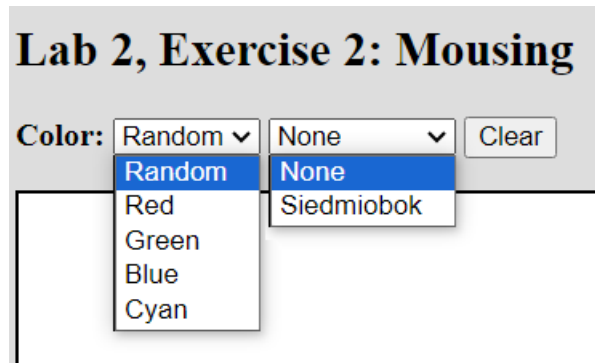 Lab 2, Exercise 2: Mousing
Color: Random None Clear
Random None
Red Siedmiobok
Green
Blue
Cyan